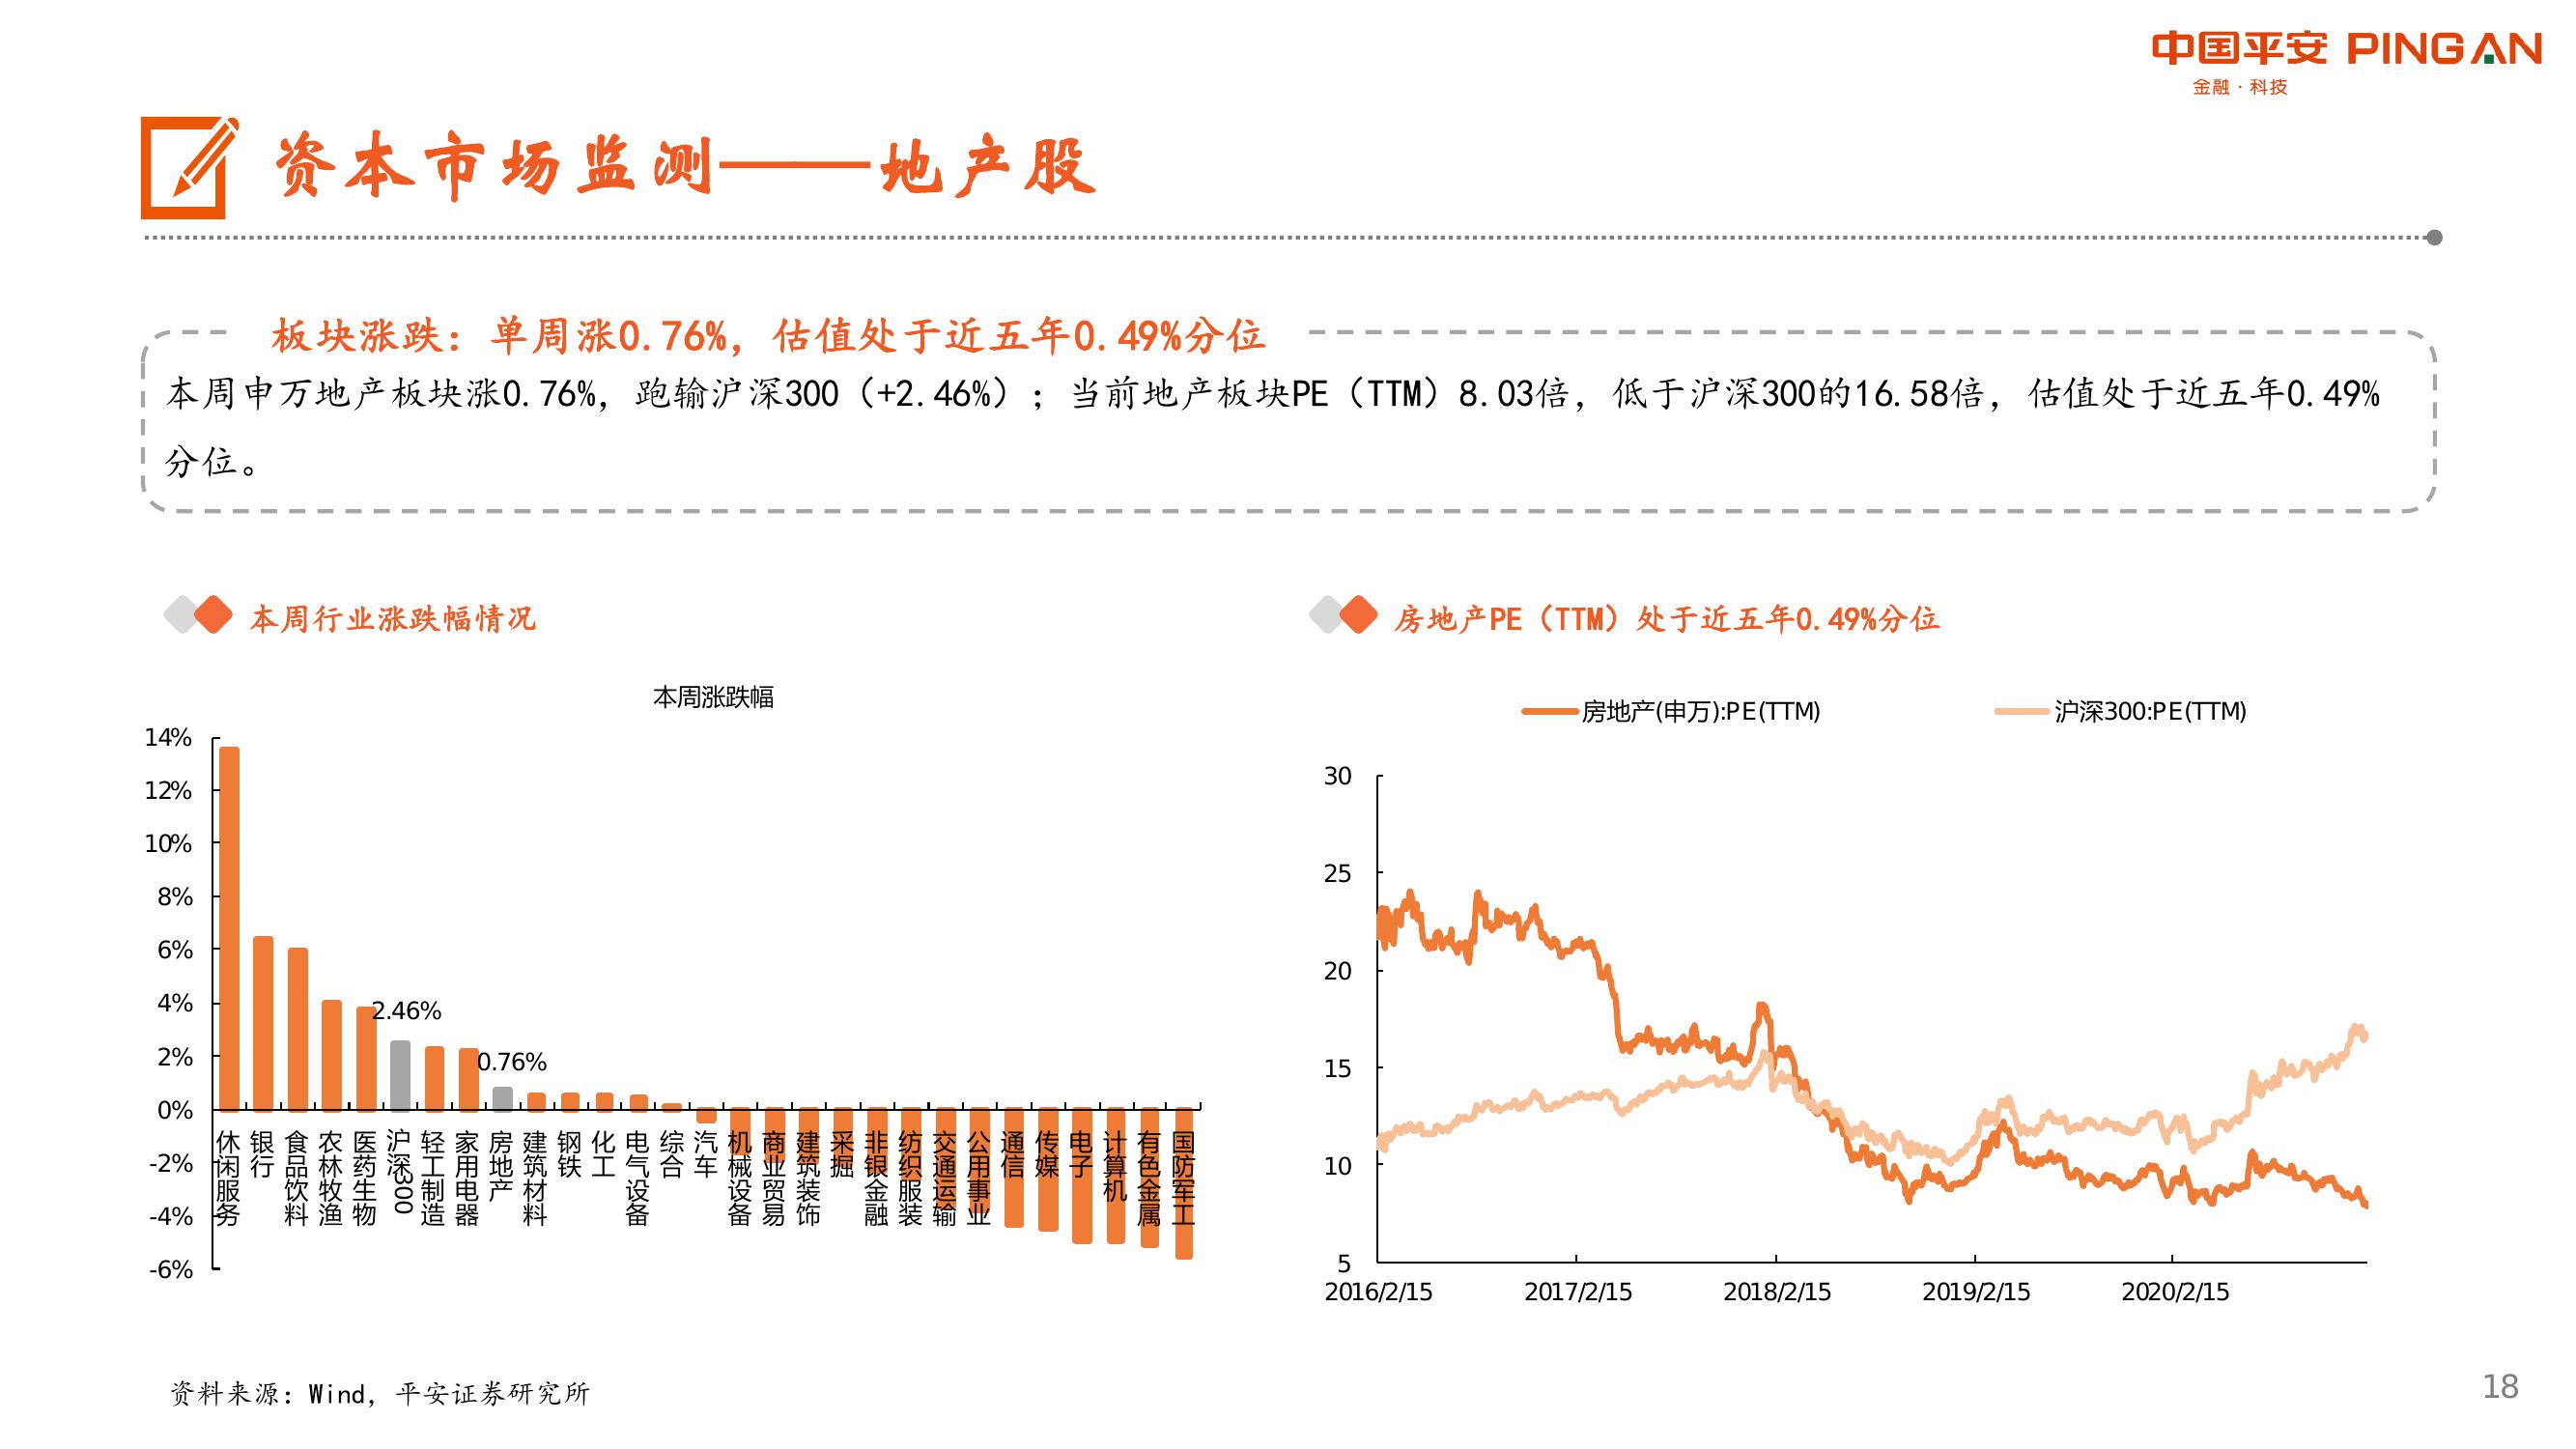 中国平安 PINGAN
金融·科技
资本市场监测——地产股
板块涨跌：单周涨0.76%，估值处于近五年0.49%分位
本周申万地产板块涨0.76%，跑输沪深300（+2.46%）；当前地产板块PE（TTM）8.03倍，低于沪深300的16.58倍，估值处于近五年0.49%
分位。
本周行业涨跌幅情况
本周涨跌幅
14%
12%
10%
8%
6%
4%
2%
0%
-2%
-4%
-6%
2.46%
0.76%
休闲服务
银行
食品饮料
农林牧渔
医药生物
沪深300
轻工制造
家用电器
房地产
建筑材料
钢铁
化工
电气设备
综合
汽车
机械设备
商业贸易
建筑装饰
采掘
非银金融
纺织服装
交通运输
公用事业
通信
传媒
电子
计算机
有色金属
国防军工
房地产PE（TTM）处于近五年0.49%分位
房地产(申万):PE(TTM)
沪深300:PE(TTM)
30
25
20
15
10
5
2016/2/15
2017/2/15
2018/2/15
2019/2/15
2020/2/15
资料来源：Wind，平安证券研究所
18